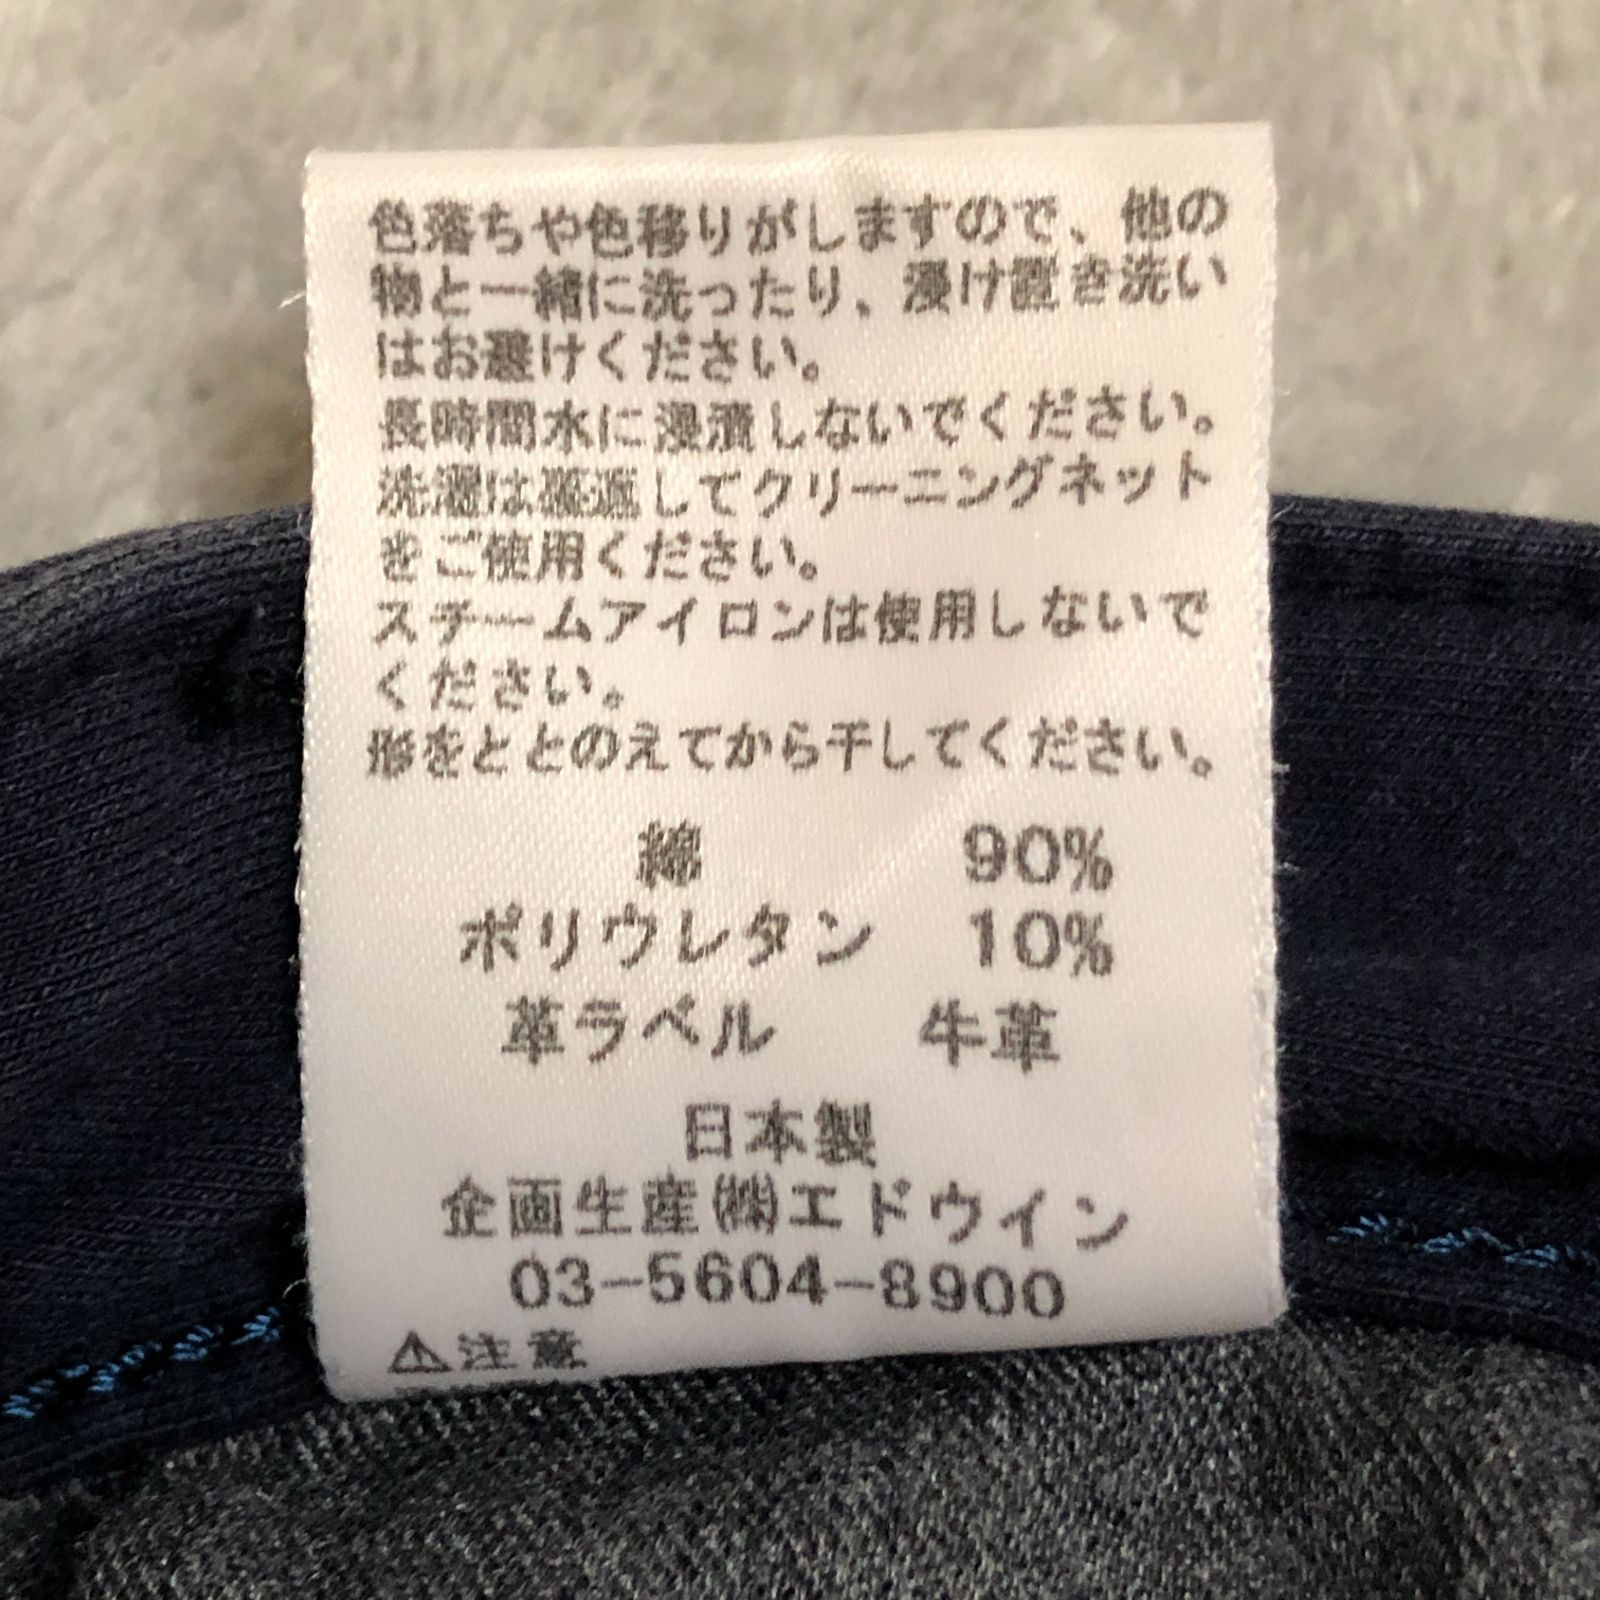 色落ちや色移りがしますので、他の
物と一緒に洗ったり、浸け置き洗い
はお避けください。
長時間水に浸漬しないでください。
洗濯は裏返してクリーニングネット
をご使用ください。
スチームアイロンは使用しないで
ください。
形をととのえてから干してください。
綿 90%
ポリウレタン 10%
革ラベル 牛革
日本製
企画生産㈱エドウイン
03-5604-8900
⚠注意